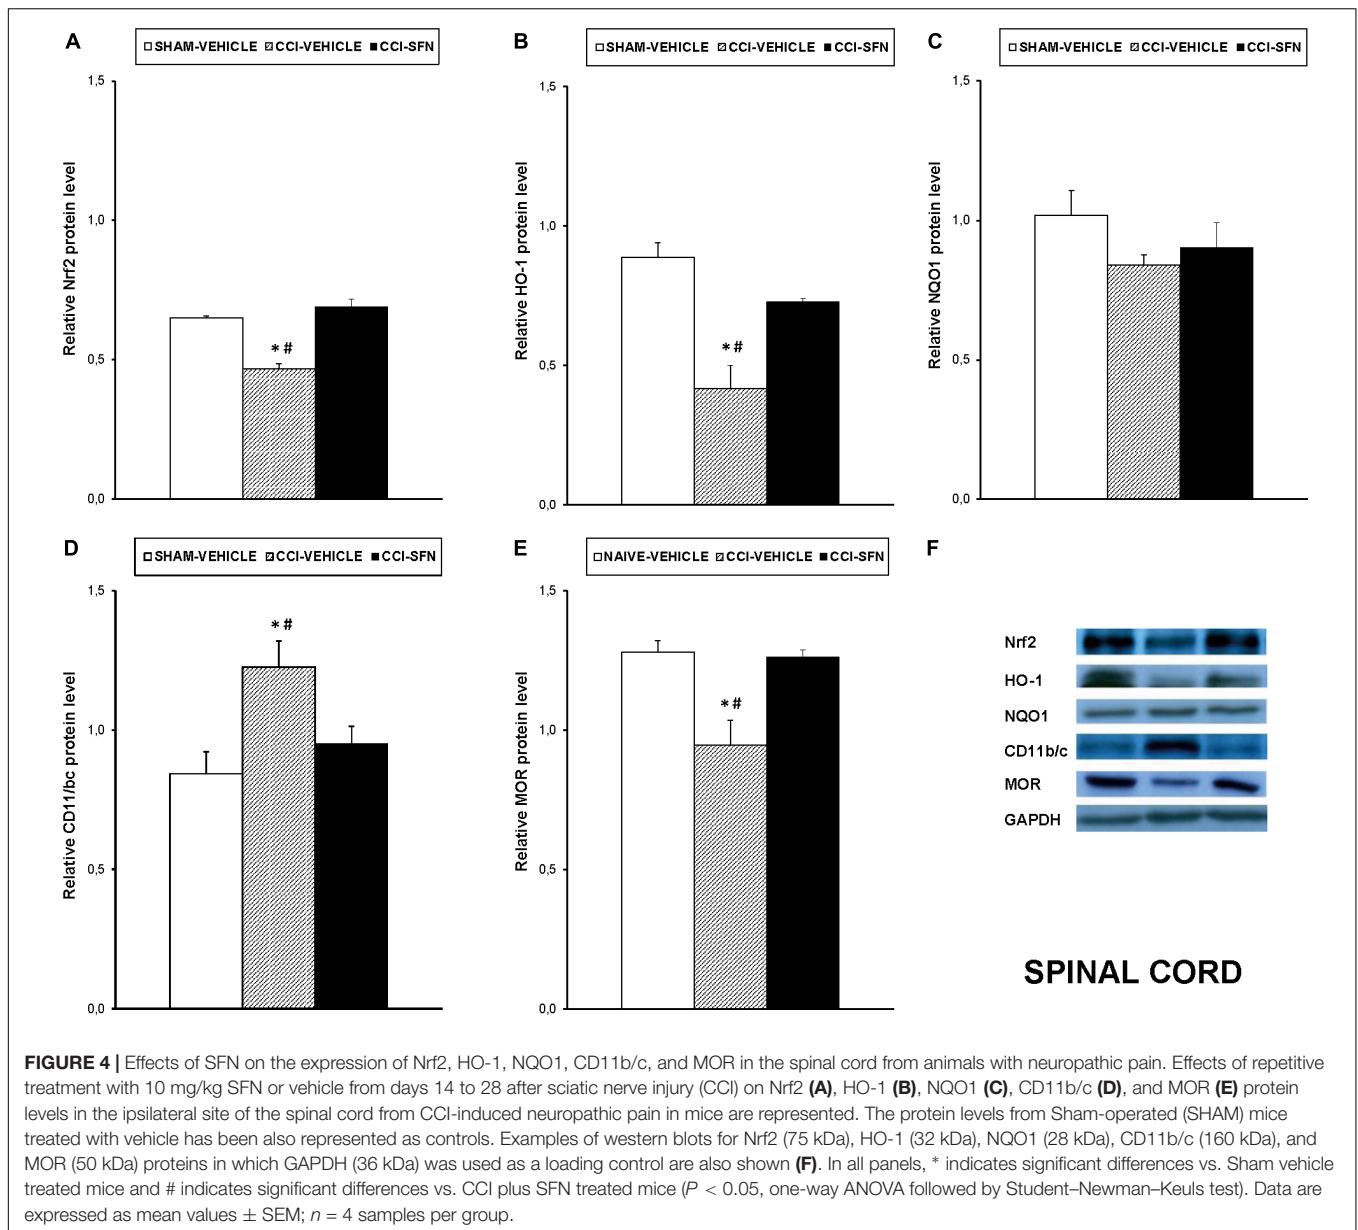 A
SHAM-VEHICLE CCI-VEHICLE CCI-SFN
1,5
1,0
0,5
0,0
Relative Nrf2 protein level
* #
B
SHAM-VEHICLE CCI-VEHICLE CCI-SFN
1,5
1,0
0,5
0,0
Relative HO-1 protein level
* #
C
SHAM-VEHICLE CCI-VEHICLE CCI-SFN
1,5
1,0
0,5
0,0
Relative NQO1 protein level
D
SHAM-VEHICLE CCI-VEHICLE CCI-SFN
1,5
1,0
0,5
0,0
Relative CD11/bc protein level
* #
E
NAIVE-VEHICLE CCI-VEHICLE CCI-SFN
1,5
1,0
0,5
0,0
Relative MOR protein level
* #
F
Nrf2
HO-1
NQO1
CD11b/c
MOR
GAPDH
SPINAL CORD
FIGURE 4 | Effects of SFN on the expression of Nrf2, HO-1, NQO1, CD11b/c, and MOR in the spinal cord from animals with neuropathic pain. Effects of repetitive
treatment with 10 mg/kg SFN or vehicle from days 14 to 28 after sciatic nerve injury (CCI) on Nrf2 (A), HO-1 (B), NQO1 (C), CD11b/c (D), and MOR (E) protein
levels in the ipsilateral site of the spinal cord from CCI-induced neuropathic pain in mice are represented. The protein levels from Sham-operated (SHAM) mice
treated with vehicle has been also represented as controls. Examples of western blots for Nrf2 (75 kDa), HO-1 (32 kDa), NQO1 (28 kDa), CD11b/c (160 kDa), and
MOR (50 kDa) proteins in which GAPDH (36 kDa) was used as a loading control are also shown (F). In all panels, * indicates significant differences vs. Sham vehicle
treated mice and # indicates significant differences vs. CCI plus SFN treated mice (P < 0.05, one-way ANOVA followed by Student–Newman–Keuls test). Data are
expressed as mean values ± SEM; n = 4 samples per group.